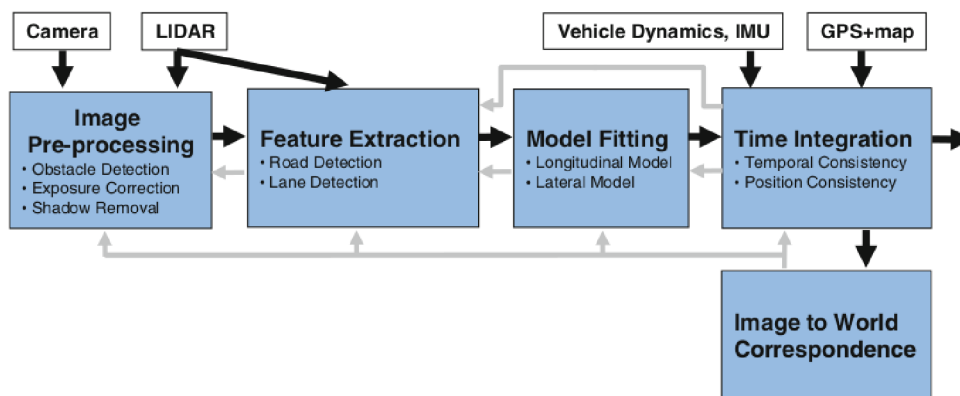 Camera
LIDAR
Vehicle Dynamics, IMU
GPS+map
Image
Pre-processing
• Obstacle Detection
• Exposure Correction
• Shadow Removal
Feature Extraction
• Road Detection
• Lane Detection
Model Fitting
• Longitudinal Model
• Lateral Model
Time Integration
• Temporal Consistency
• Position Consistency
Image to World
Correspondence